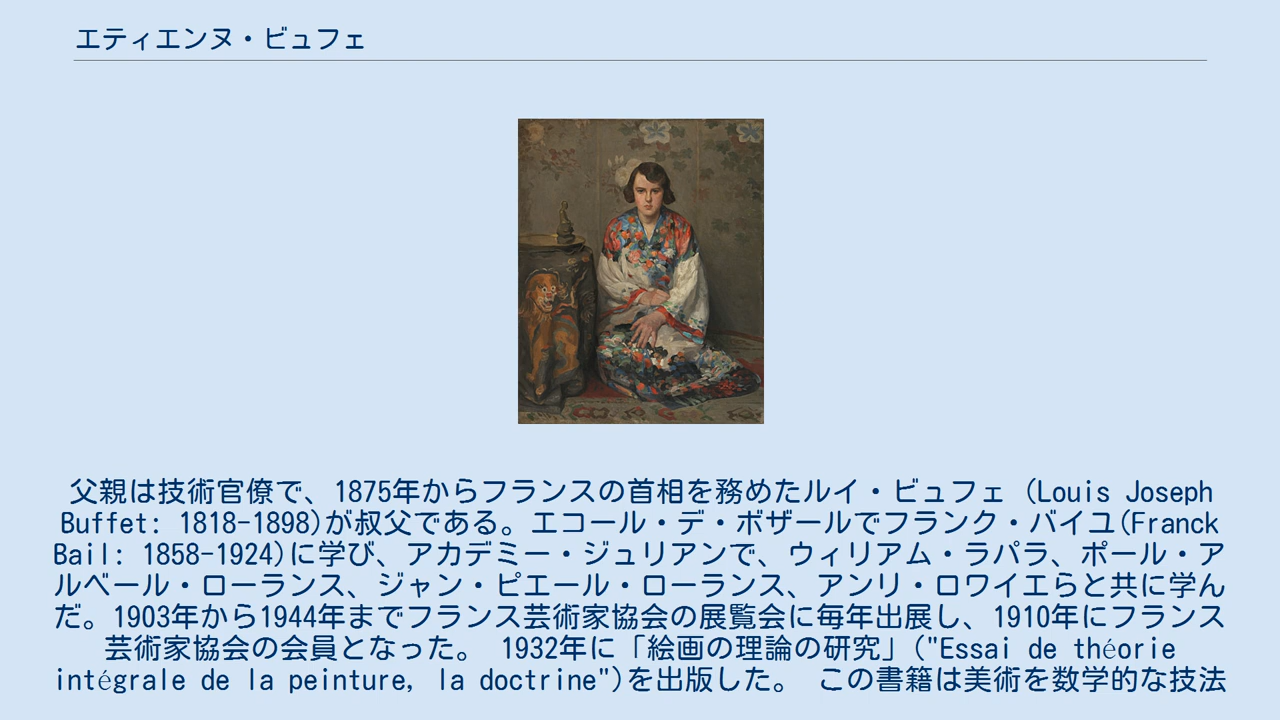 エティエンヌ・ビュフェ
父親は技術官僚で、1875年からフランスの首相を務めたルイ・ビュフェ (Louis Joseph
Buffet: 1818-1898)が叔父である。エコール・デ・ボザールでフランク・バイユ(Franck
Bail: 1858-1924)に学び、アカデミー・ジュリアンで、ウィリアム・ラパラ、ポール・ア
ルベール・ローランス、ジャン・ピエール・ローランス、アンリ・ロワイエらと共に学ん
だ。1903年から1944年までフランス芸術家協会の展覧会に毎年出展し、1910年にフランス
芸術家協会の会員となった。 1932年に「絵画の理論の研究」("Essai de théorie
intégrale de la peinture, la doctrine")を出版した。 この書籍は美術を数学的な技法